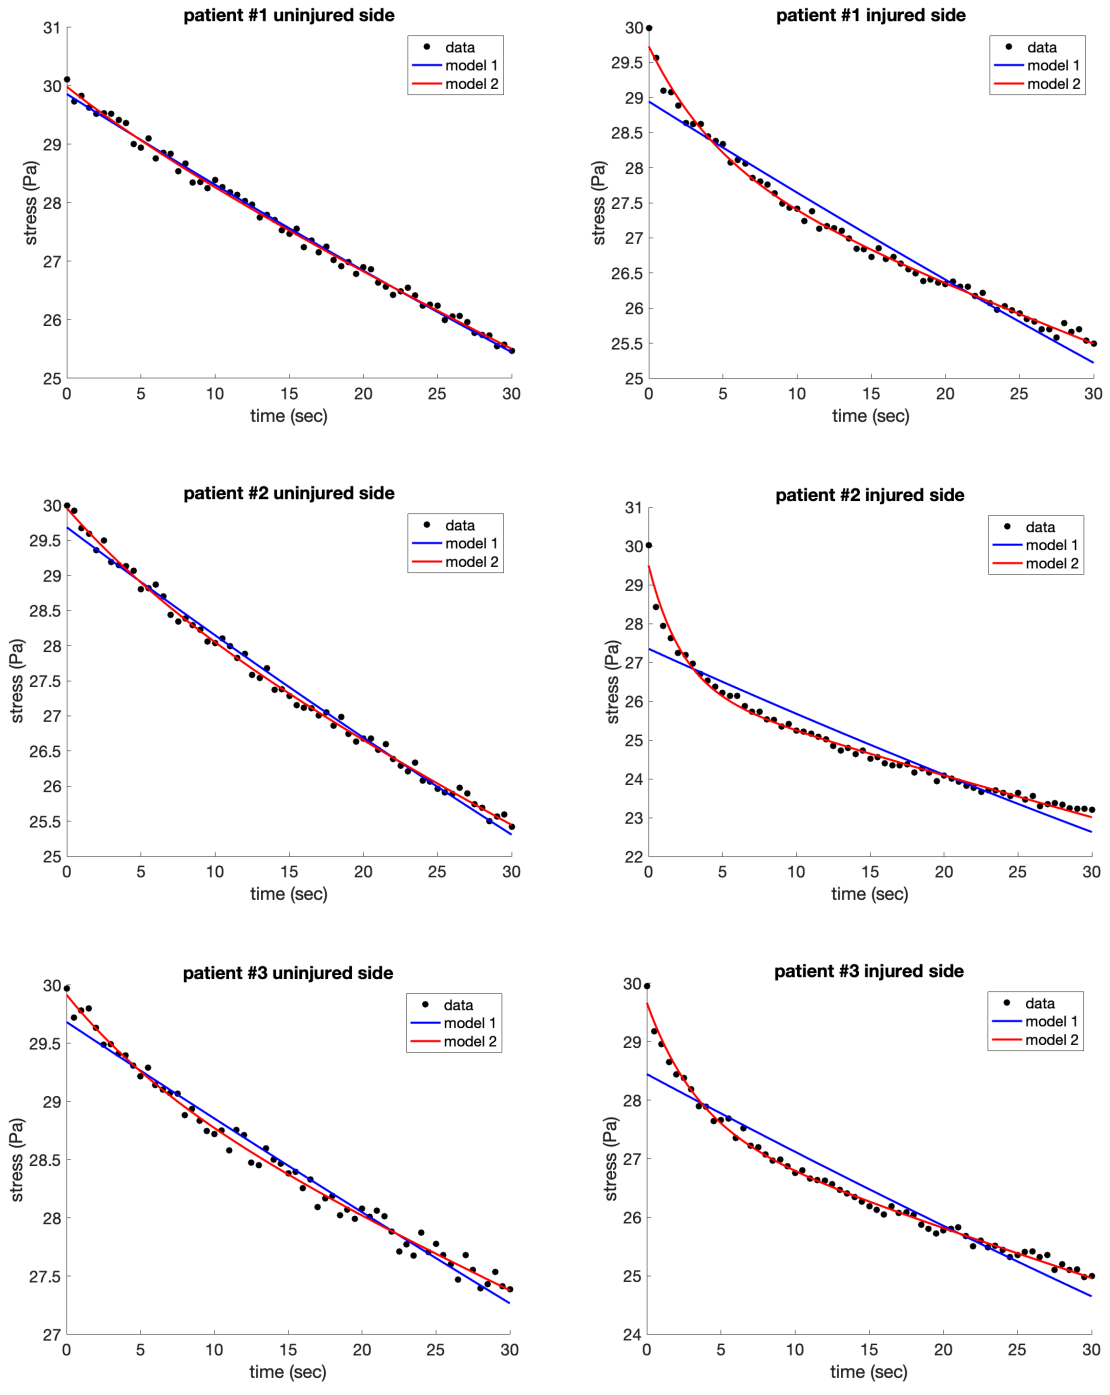 patient #1 uninjured side
31
30
29
28
27
26
25
stress (Pa)
data
model 1
model 2
0 5 10 15 20 25 30
time (sec)
patient #1 injured side
30
29.5
29
28.5
28
27.5
27
26.5
26
25.5
25
stress (Pa)
data
model 1
model 2
0 5 10 15 20 25 30
time (sec)
patient #2 uninjured side
30
29.5
29
28.5
28
27.5
27
26.5
26
25.5
25
stress (Pa)
data
model 1
model 2
0 5 10 15 20 25 30
time (sec)
patient #2 injured side
31
30
29
28
27
26
25
24
23
22
stress (Pa)
data
model 1
model 2
0 5 10 15 20 25 30
time (sec)
patient #3 uninjured side
30
29.5
29
28.5
28
27.5
27
stress (Pa)
data
model 1
model 2
0 5 10 15 20 25 30
time (sec)
patient #3 injured side
30
29
28
27
26
25
24
stress (Pa)
data
model 1
model 2
0 5 10 15 20 25 30
time (sec)